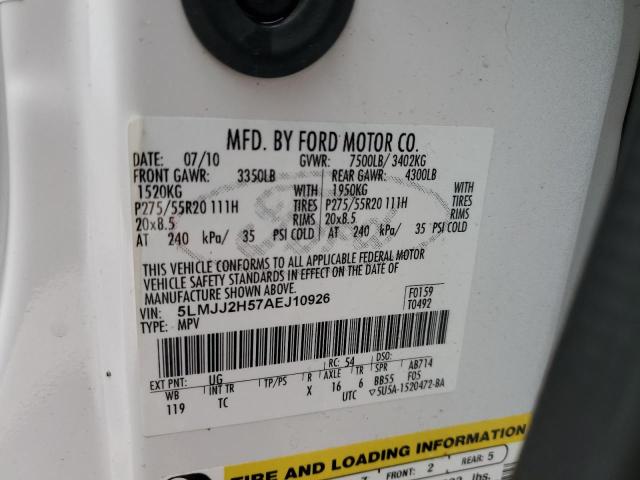 MFD. BY FORD MOTOR CO.
DATE: 07/10 GVWR: 7500LB/ 3402KG
FRONT GAWR: 3350LB REAR GAWR: 4300LB
1520KG WITH 1950KG WITH
P275/55R20 111H TIRES P275/55R20 111H TIRES
20x8.5 RIMS 20x8.5 RIMS
AT 240 kPa/ 35 PSI COLD AT 240 kPa/ 35 PSI COLD
THIS VEHICLE CONFORMS TO ALL APPLICABLE FEDERAL MOTOR
VEHICLE SAFETY STANDARDS IN EFFECT ON THE DATE OF
MANUFACTURE SHOWN ABOVE.
VIN: 5LMJJ2H57AEJ10926 F0159
TYPE: MPV T0492
RC: 54 DSO:
EXT PNT: UG R AXLE TR SPR AB714
WB INT TR TP/PS X 16 6 BB55 F05
119 TC UTC ▽5U5A-1520472-BA
TIRE AND LOADING INFORMATION
FRONT: 2 REAR: 5
lbs.